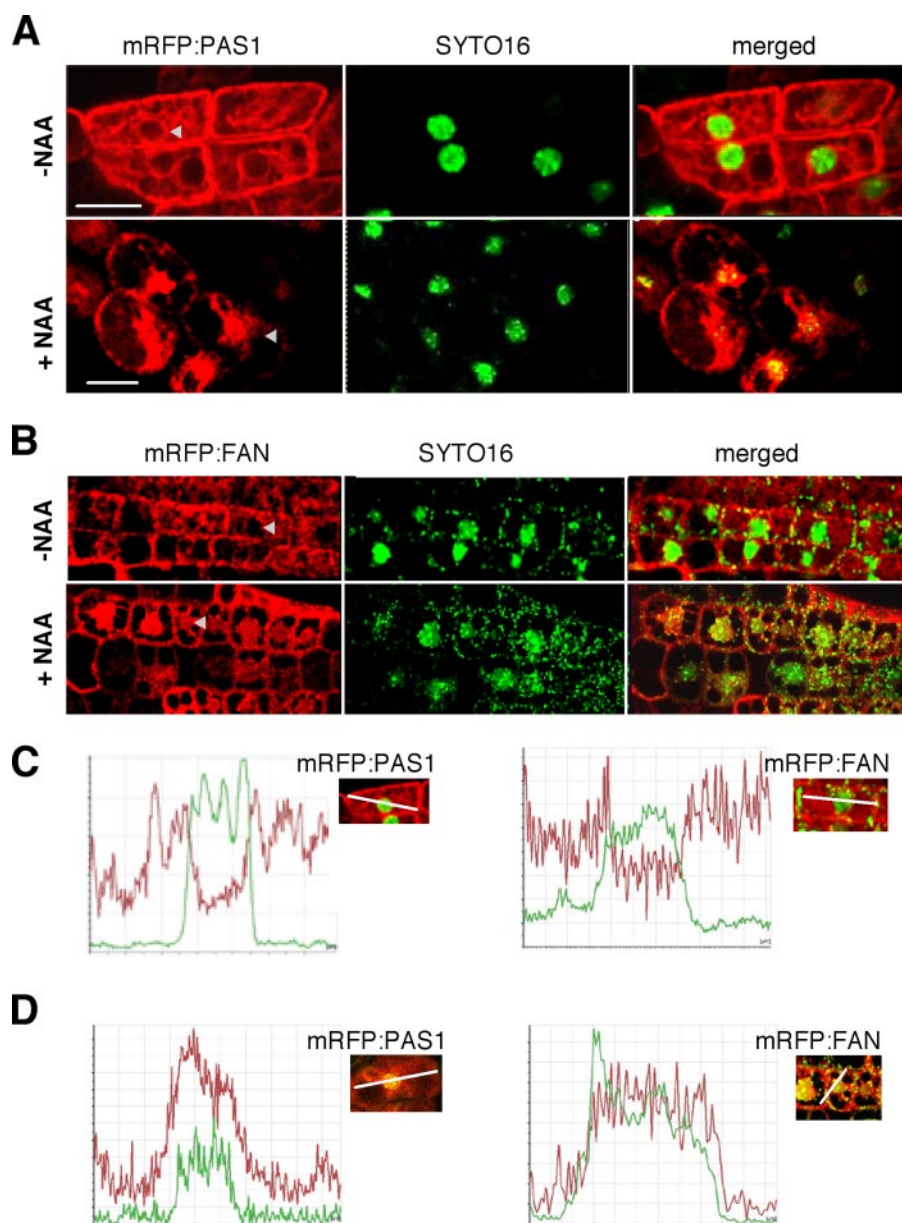 A
mRFP:PAS1 SYTO16 merged
-NAA
+ NAA
B
mRFP:FAN SYTO16 merged
-NAA
+ NAA
C
mRFP:PAS1 mRFP:FAN
D
mRFP:PAS1 mRFP:FAN